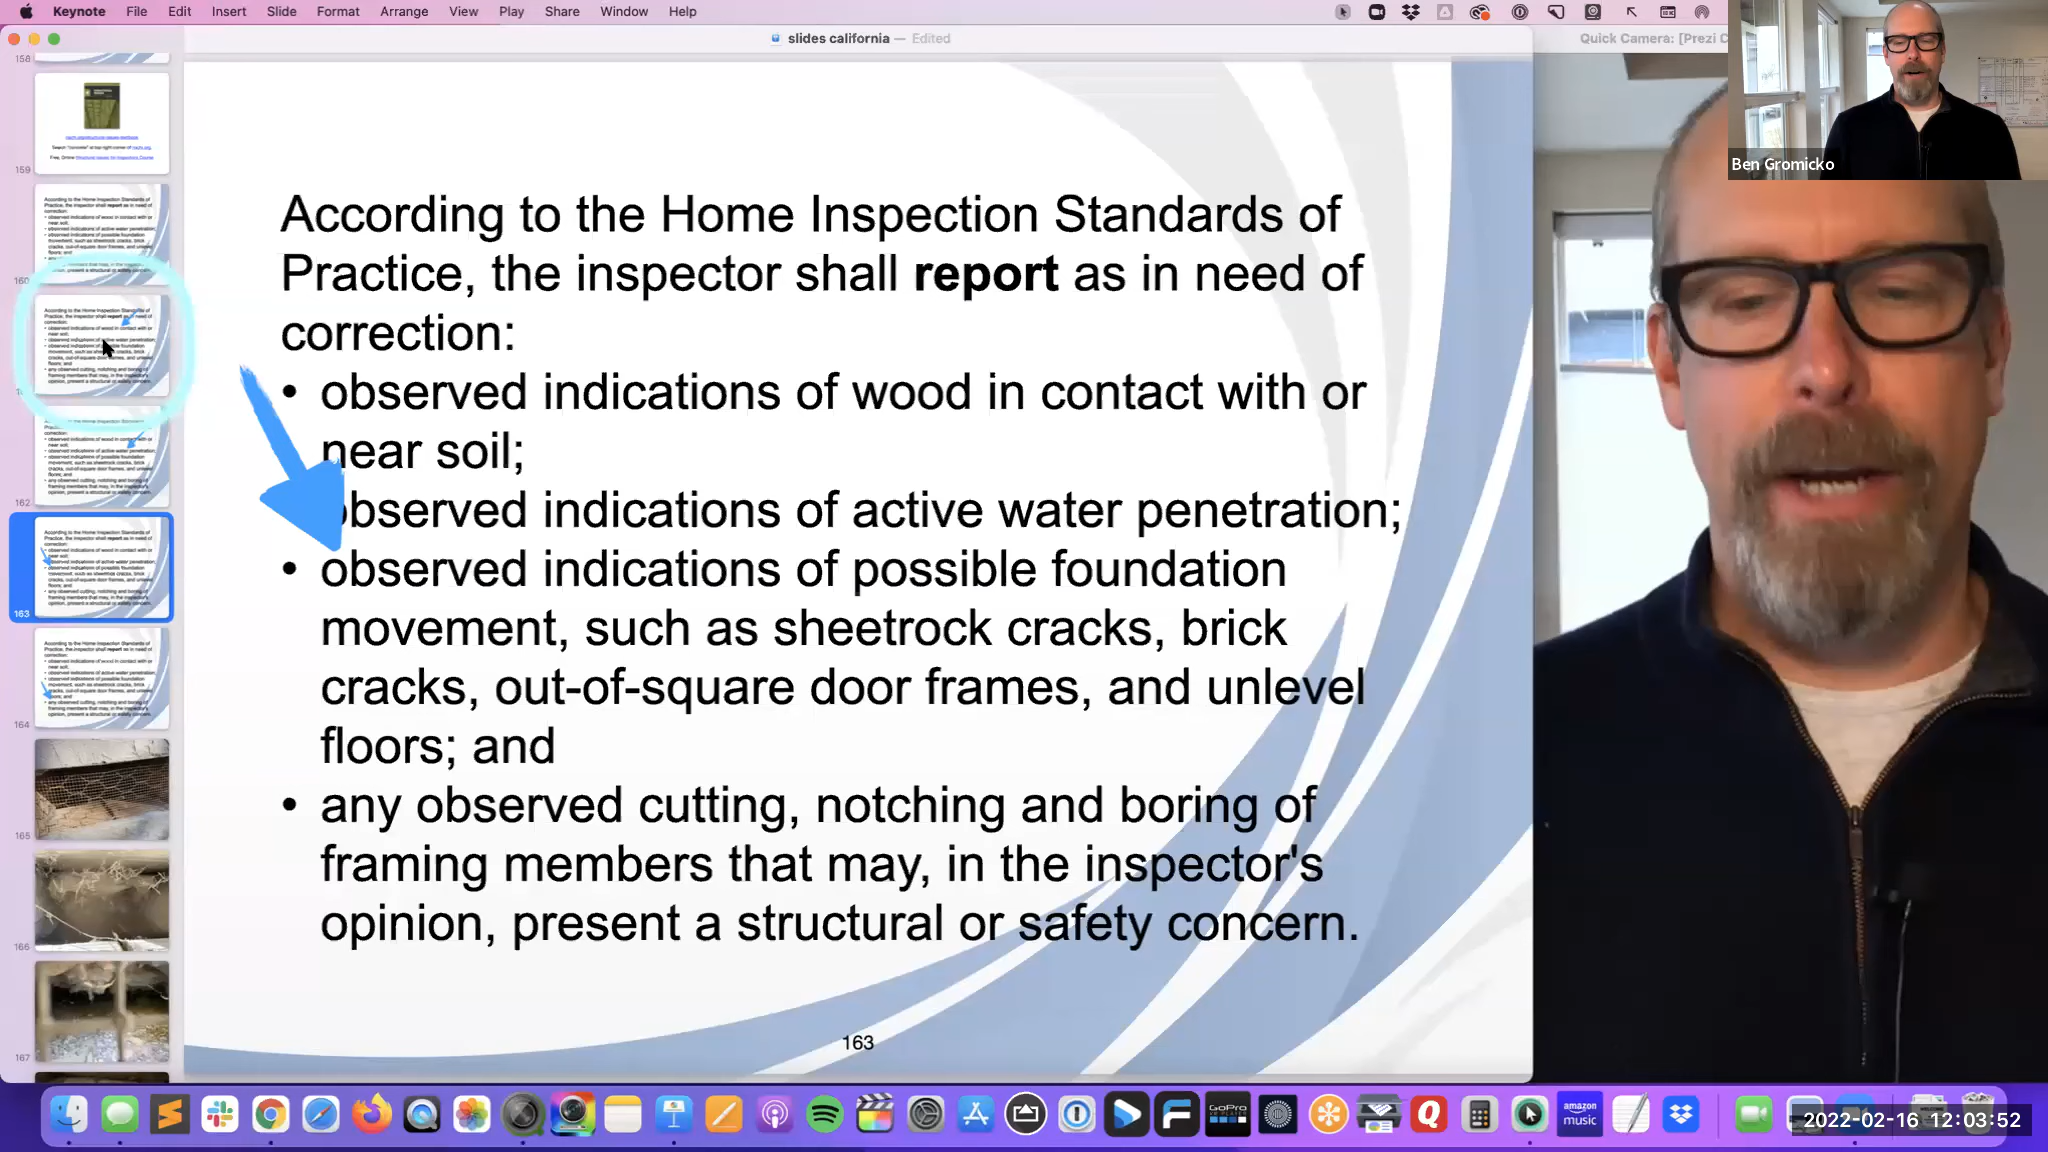 Keynote File Edit Insert Slide Format Arrange View Play Share Window Help
slides california — Edited
Quick Camera: [Prezi C
Ben Gromicko
158
159
160
162
163
164
165
166
167
According to the Home Inspection Standards of
Practice, the inspector shall report as in need of
correction:
• observed indications of wood in contact with or
near soil;
observed indications of active water penetration;
• observed indications of possible foundation
movement, such as sheetrock cracks, brick
cracks, out-of-square door frames, and unlevel
floors; and
• any observed cutting, notching and boring of
framing members that may, in the inspector's
opinion, present a structural or safety concern.
163
GoPro
amazon
music
2022-02-16 12:03:52